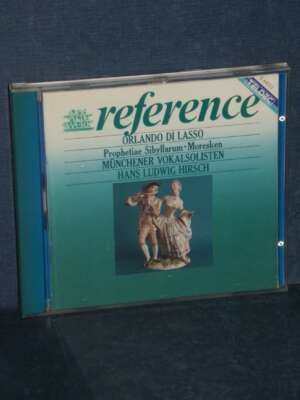 reference
ORLANDO DI LASSO
Prophetiae Sibyllarum · Moresken
MÜNCHENER VOKALSOLISTEN
HANS LUDWIG HIRSCH